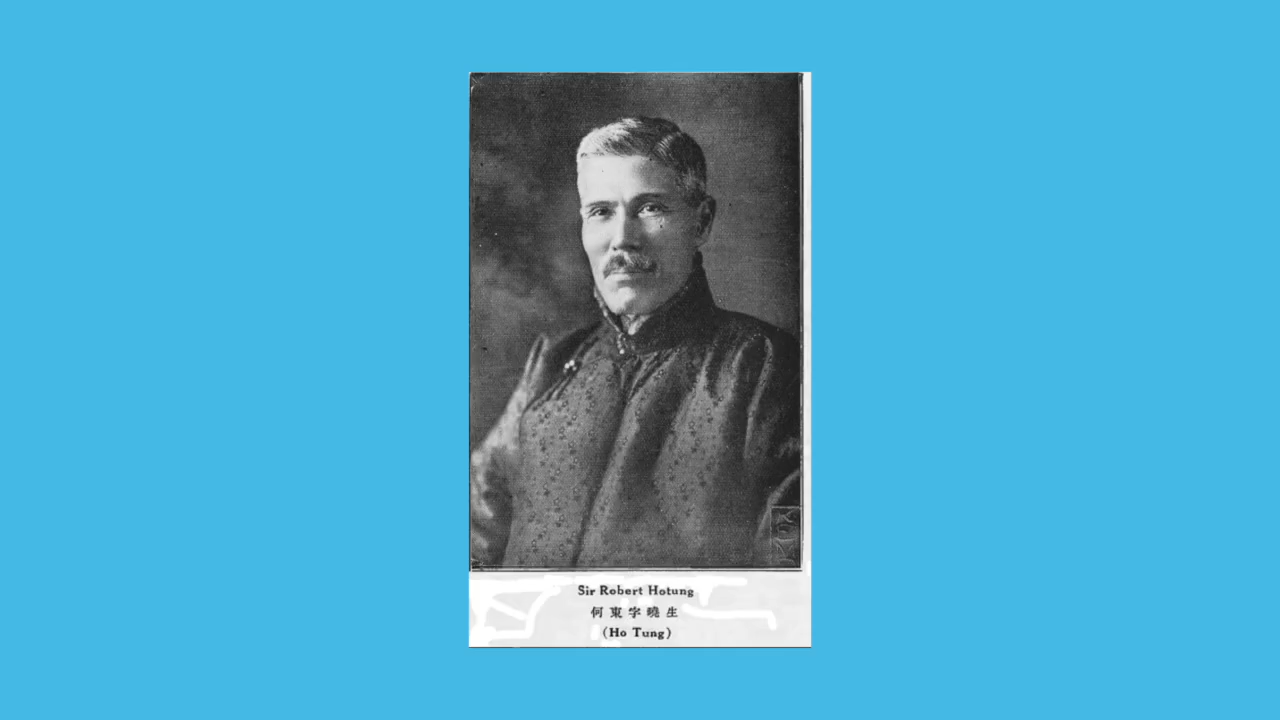 Sir Robert Hotung
何東字曉生
(Ho Tung)